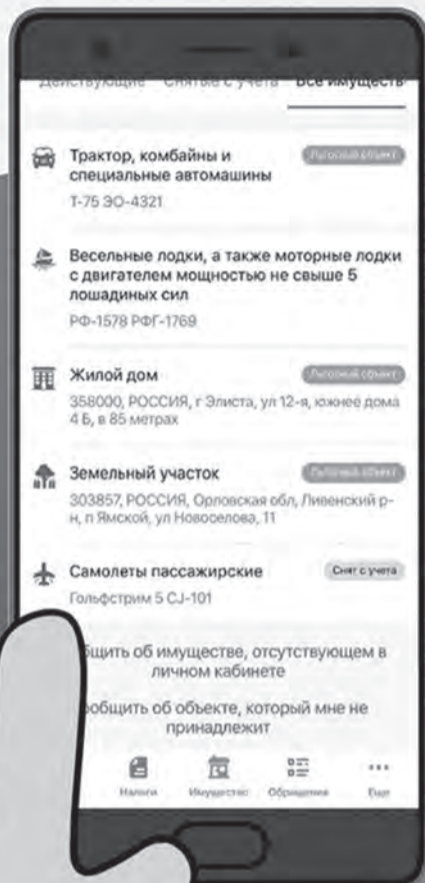 Действующие Снятые с учета Все имуществ
Трактор, комбайны и Льготный объект
специальные автомашины
Т-75 ЭО-4321
Весельные лодки, а также моторные лодки
с двигателем мощностью не свыше 5
лошадиных сил
РФ-1578 РФГ-1769
Жилой дом Льготный объект
358000, РОССИЯ, г Элиста, ул 12-я, южнее дома
4 Б, в 85 метрах
Земельный участок Льготный объект
303857, РОССИЯ, Орловская обл, Ливенский р-
н, п Ямской, ул Новоселова, 11
Самолеты пассажирские Снят с учета
Гольфстрим 5 CJ-101
бщить об имуществе, отсутствующем в
личном кабинете
ообщить об объекте, который мне не
принадлежит
Налоги Имущество Обращения Еще